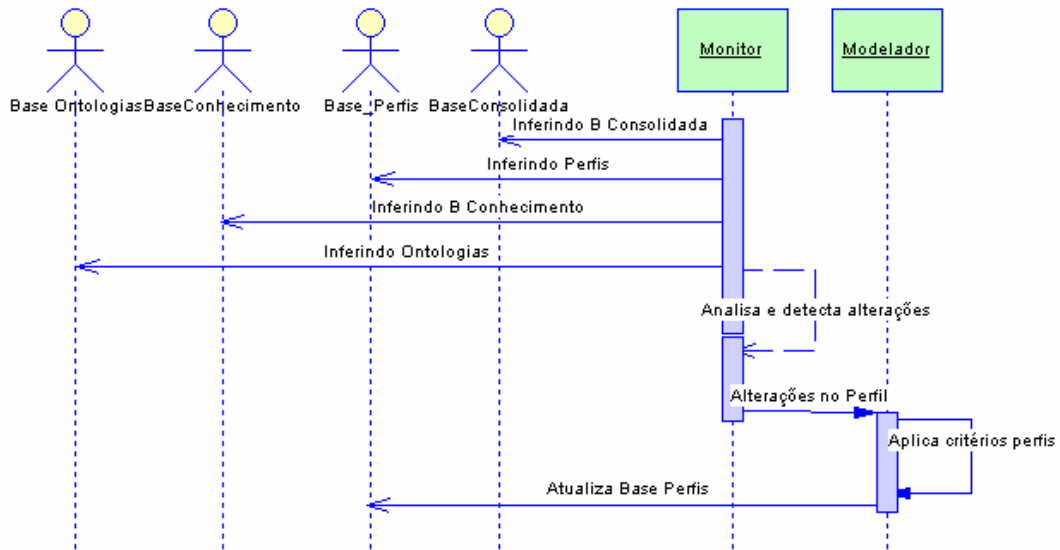 Monitor
Modelador
Base Ontologias
BaseConhecimento
Base_Perfis
BaseConsolidada
Inferindo B Consolidada
Inferindo Perfis
Inferindo B Conhecimento
Inferindo Ontologias
Analisa e detecta alterações
Alterações no Perfil
Aplica critérios perfis
Atualiza Base Perfis